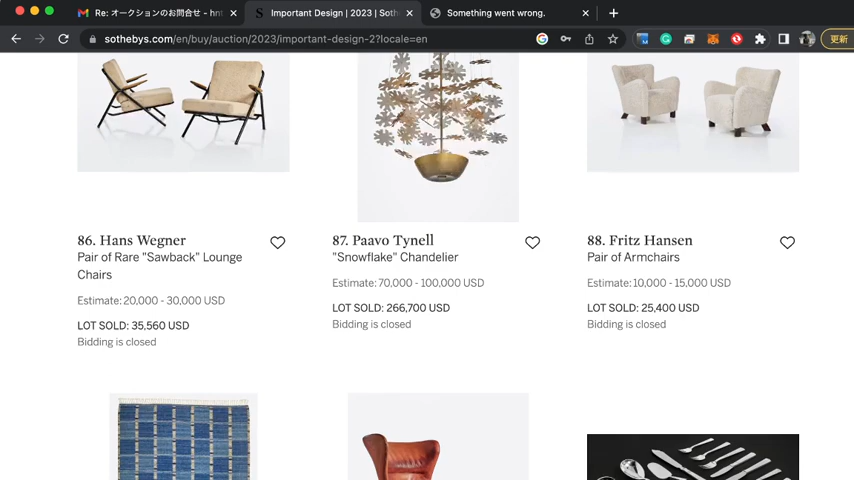 Re: オークションのお問合せ - hnt
Important Design | 2023 | Soth
Something went wrong.
sothebys.com/en/buy/auction/2023/important-design-2?locale=en
更新
86. Hans Wegner
Pair of Rare "Sawback" Lounge
Chairs
Estimate: 20,000 - 30,000 USD
LOT SOLD: 35,560 USD
Bidding is closed
87. Paavo Tynell
"Snowflake" Chandelier
Estimate: 70,000 - 100,000 USD
LOT SOLD: 266,700 USD
Bidding is closed
88. Fritz Hansen
Pair of Armchairs
Estimate: 10,000 - 15,000 USD
LOT SOLD: 25,400 USD
Bidding is closed